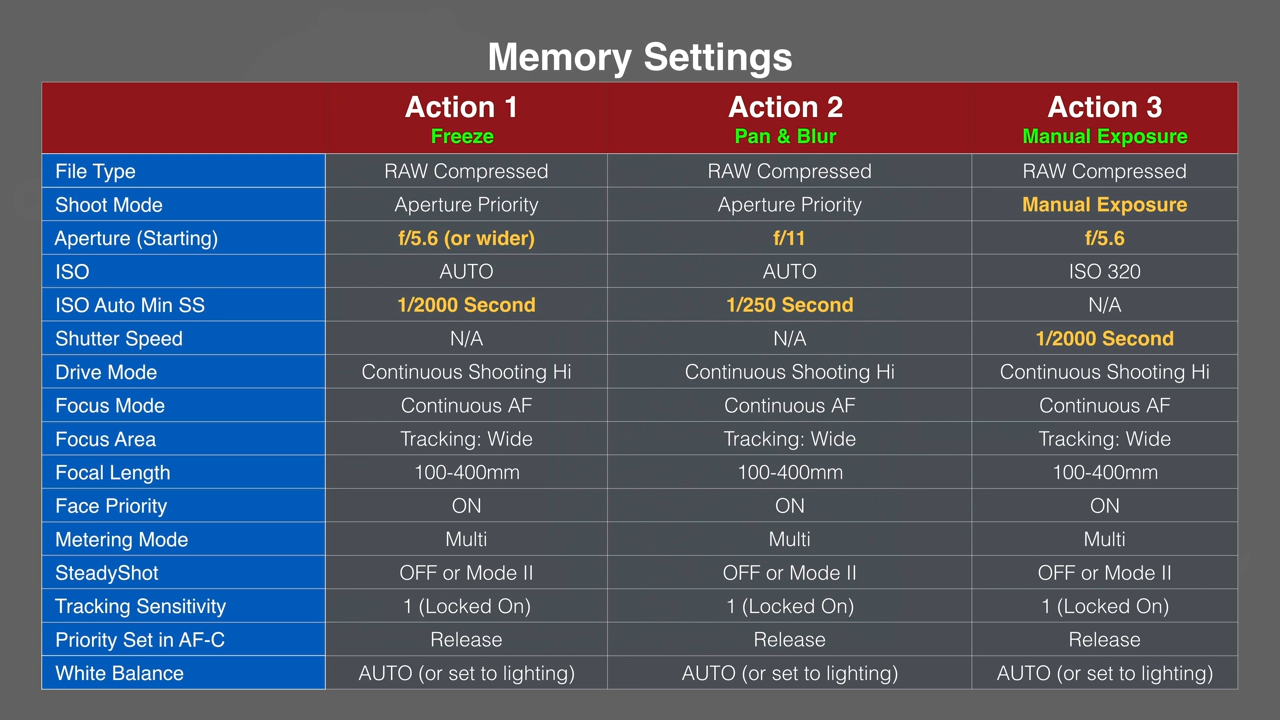 Memory Settings
Action 1 Action 2 Action 3
Freeze Pan & Blur Manual Exposure
File Type RAW Compressed RAW Compressed RAW Compressed
Shoot Mode Aperture Priority Aperture Priority Manual Exposure
Aperture (Starting) f/5.6 (or wider) f/11 f/5.6
ISO AUTO AUTO ISO 320
ISO Auto Min SS 1/2000 Second 1/250 Second N/A
Shutter Speed N/A N/A 1/2000 Second
Drive Mode Continuous Shooting Hi Continuous Shooting Hi Continuous Shooting Hi
Focus Mode Continuous AF Continuous AF Continuous AF
Focus Area Tracking: Wide Tracking: Wide Tracking: Wide
Focal Length 100-400mm 100-400mm 100-400mm
Face Priority ON ON ON
Metering Mode Multi Multi Multi
SteadyShot OFF or Mode II OFF or Mode II OFF or Mode II
Tracking Sensitivity 1 (Locked On) 1 (Locked On) 1 (Locked On)
Priority Set in AF-C Release Release Release
White Balance AUTO (or set to lighting) AUTO (or set to lighting) AUTO (or set to lighting)